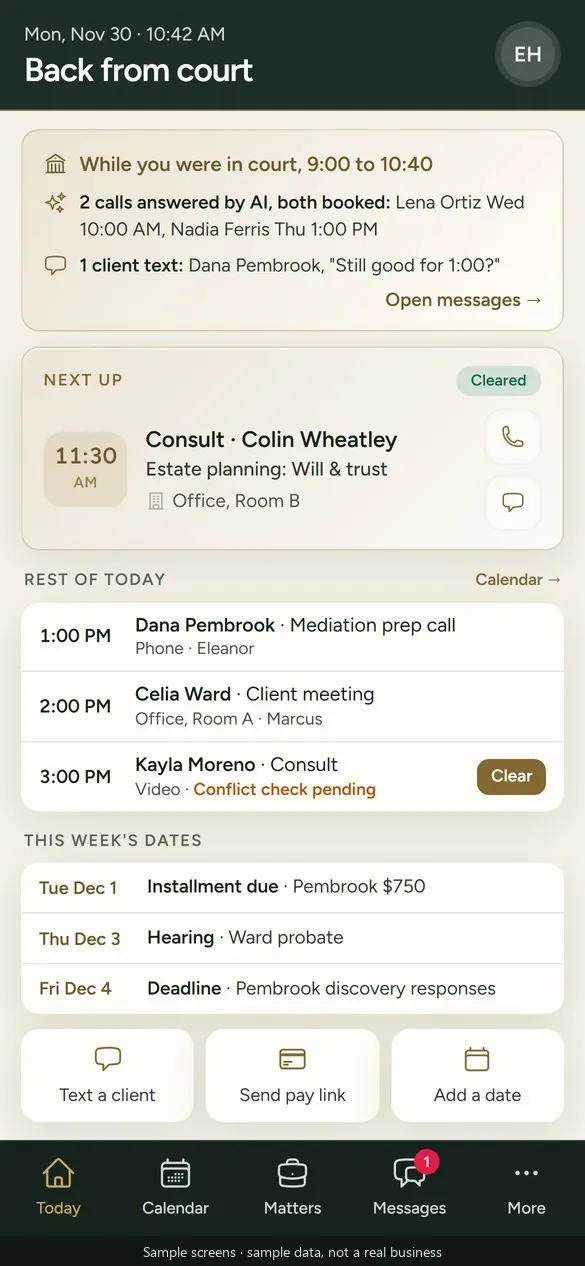 Mon, Nov 30 · 10:42 AM
Back from court
EH
While you were in court, 9:00 to 10:40
2 calls answered by AI, both booked: Lena Ortiz Wed
10:00 AM, Nadia Ferris Thu 1:00 PM
1 client text: Dana Pembrook, "Still good for 1:00?"
Open messages →
NEXT UP
Cleared
11:30
AM
Consult · Colin Wheatley
Estate planning: Will & trust
Office, Room B
REST OF TODAY
Calendar →
1:00 PM
Dana Pembrook · Mediation prep call
Phone · Eleanor
2:00 PM
Celia Ward · Client meeting
Office, Room A · Marcus
3:00 PM
Kayla Moreno · Consult
Video · Conflict check pending
Clear
THIS WEEK'S DATES
Tue Dec 1
Installment due · Pembrook $750
Thu Dec 3
Hearing · Ward probate
Fri Dec 4
Deadline · Pembrook discovery responses
Text a client
Send pay link
Add a date
1
Today
Calendar
Matters
Messages
More
Sample screens · sample data, not a real business